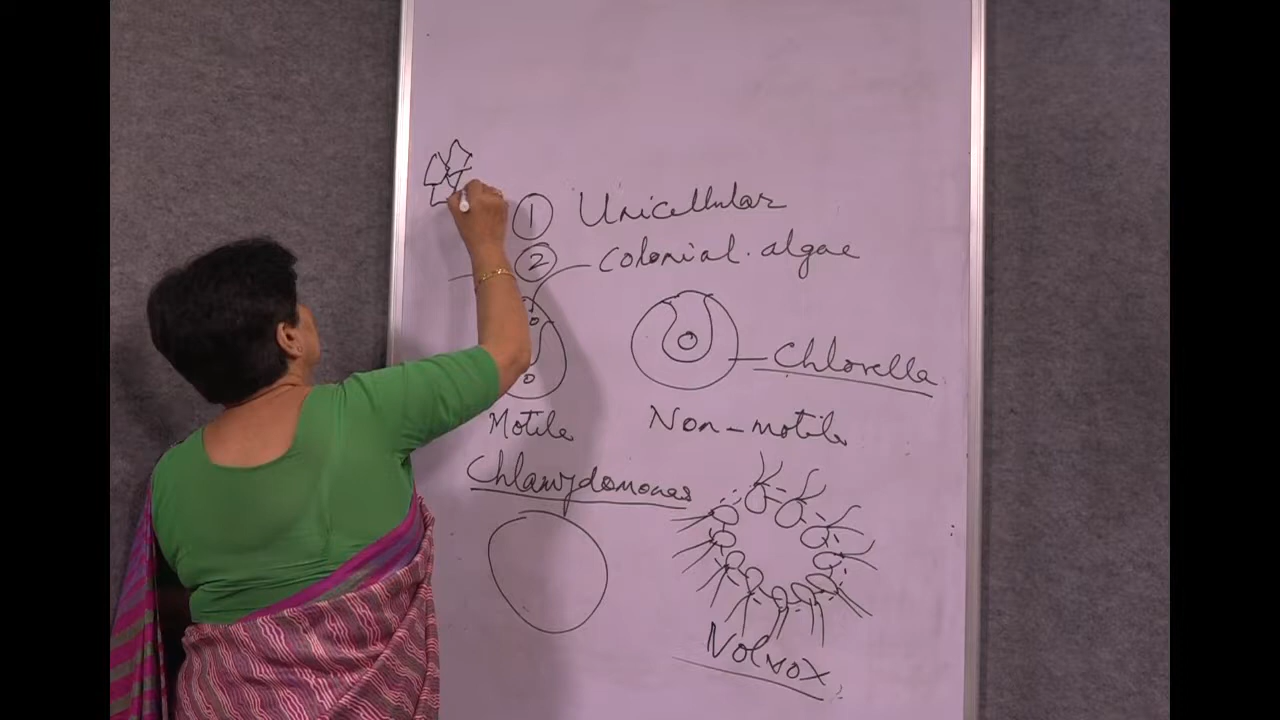 1 Unicellular
2 Colonial algae
Chlorella
Motile Non-motile
Chlamydomonas
Volvox